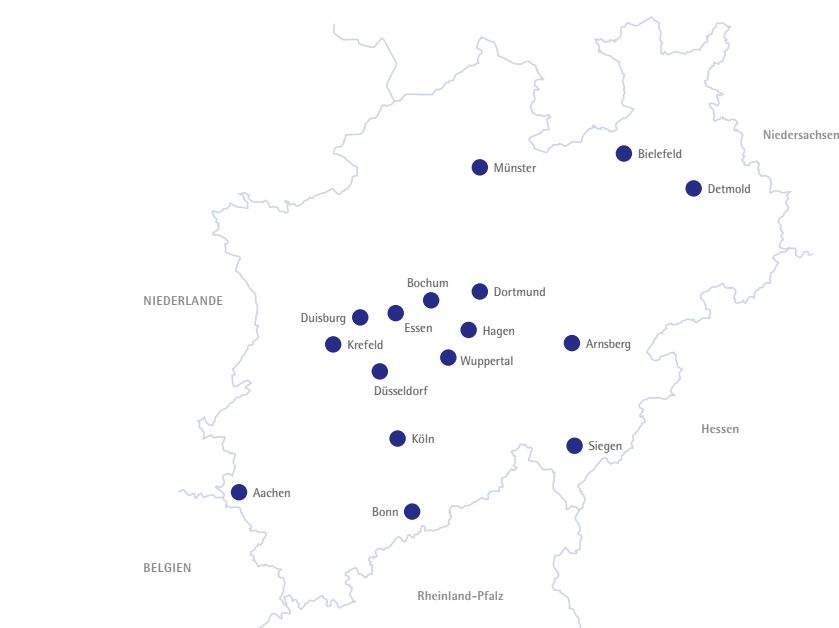 Niedersachsen
Bielefeld
Münster
Detmold
Bochum
Dortmund
NIEDERLANDE
Duisburg
Essen
Hagen
Krefeld
Arnsberg
Wuppertal
Düsseldorf
Hessen
Köln
Siegen
Aachen
Bonn
BELGIEN
Rheinland-Pfalz